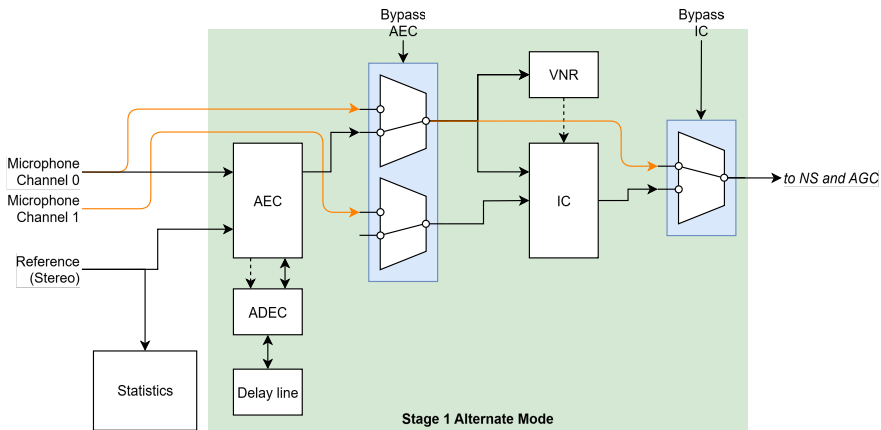 Bypass
AEC
Bypass
IC
VNR
Microphone
Channel 0
Microphone
Channel 1
AEC
IC
to NS and AGC
Reference
(Stereo)
ADEC
Statistics
Delay line
Stage 1 Alternate Mode